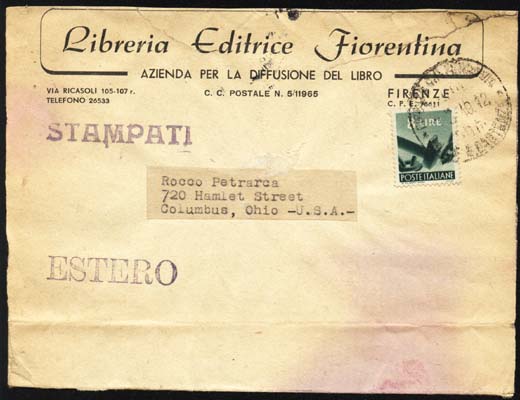 Libreria Editrice Fiorentina
AZIENDA PER LA DIFFUSIONE DEL LIBRO
VIA RICASOLI 105-107 r.
TELEFONO 26533
C. C. POSTALE N. 5/11965
FIRENZE
C. P. E.
STAMPATI
8 LIRE
POSTE ITALIANE
Rocco Petrarca
720 Hamlet Street
Columbus, Ohio -U.S.A.-
ESTERO